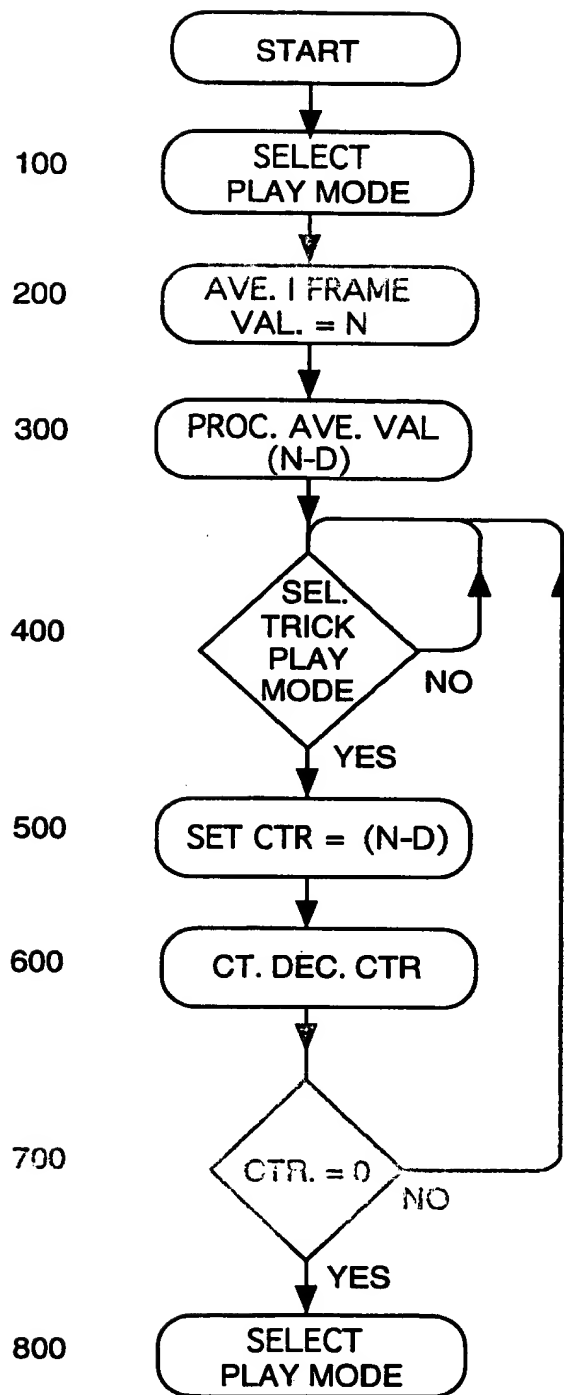 START
100
SELECT
PLAY MODE
200
AVE. I FRAME
VAL. = N
300
PROC. AVE. VAL
(N-D)
400
SEL.
TRICK
PLAY
MODE
NO
YES
500
SET CTR = (N-D)
600
CT. DEC. CTR
700
CTR. = 0
NO
YES
800
SELECT
PLAY MODE